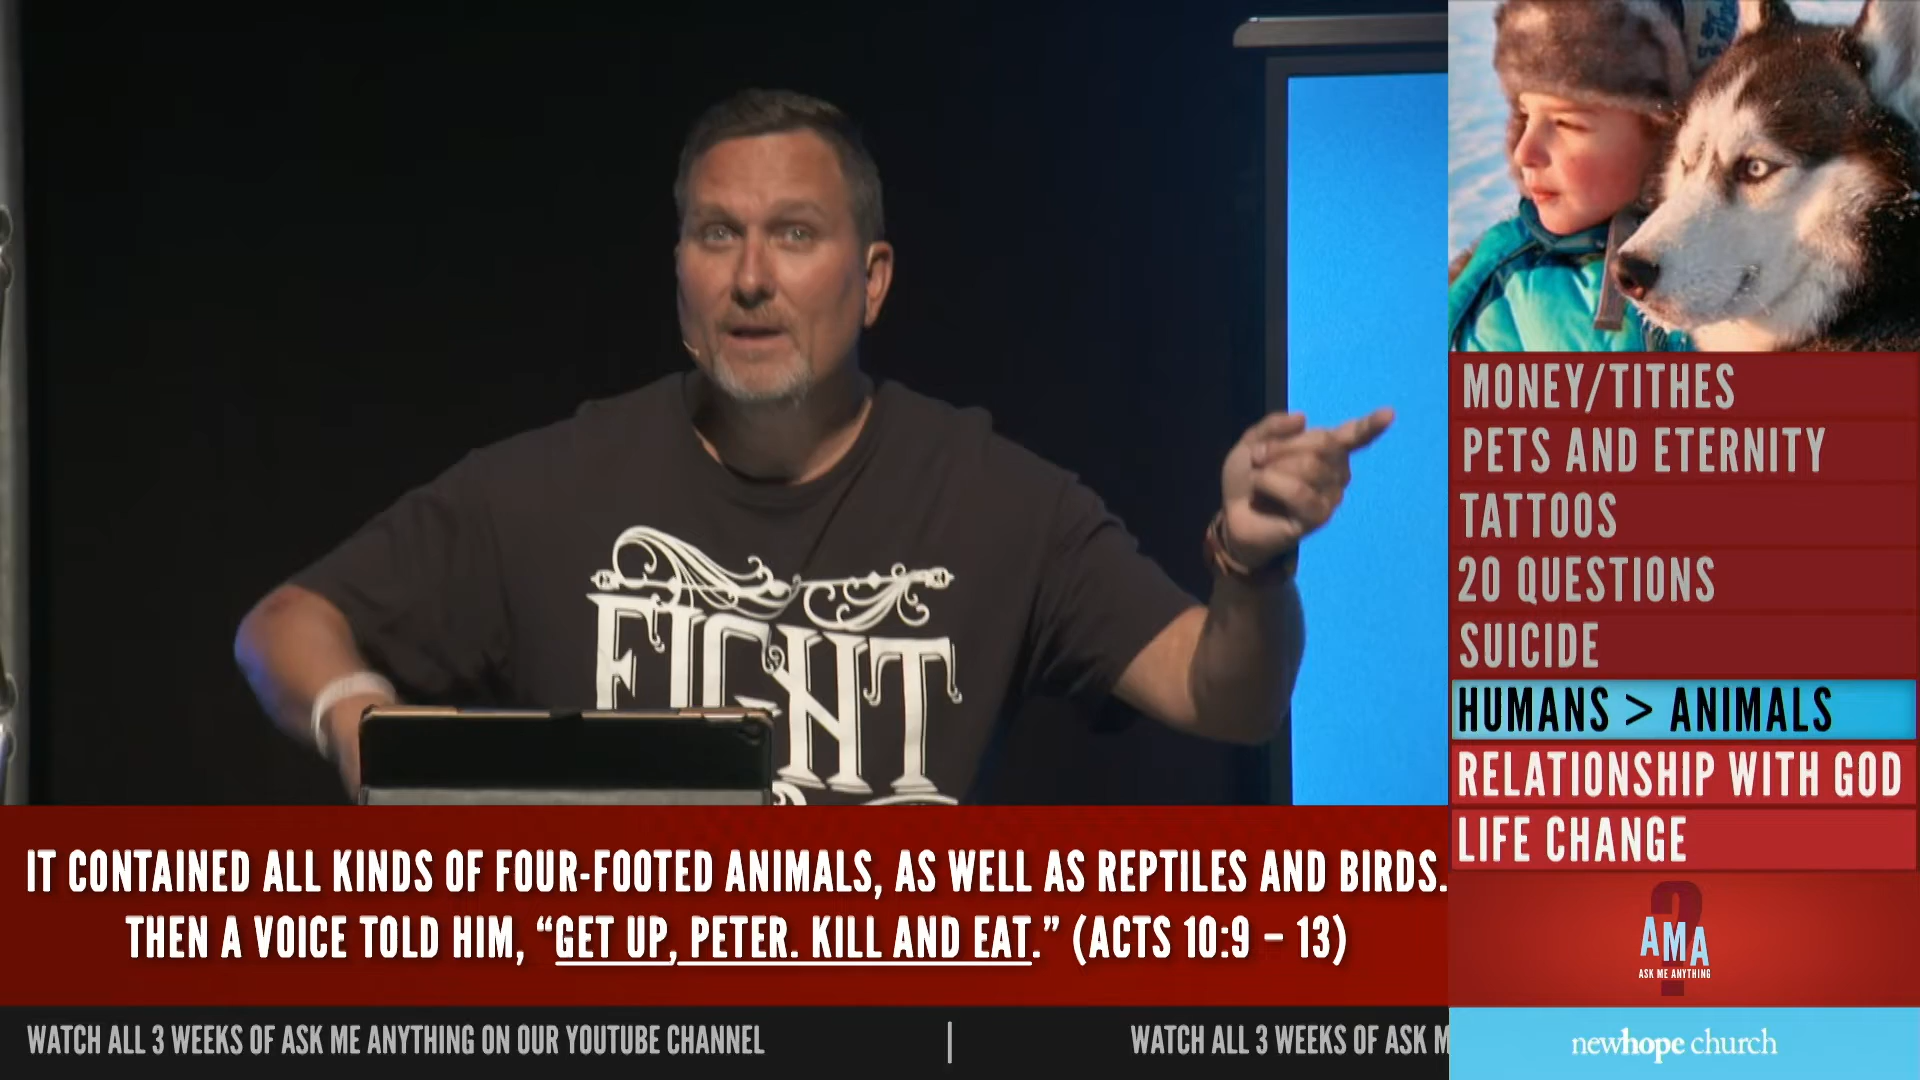 FIGHT
MONEY/TITHES
PETS AND ETERNITY
TATTOOS
20 QUESTIONS
SUICIDE
HUMANS > ANIMALS
RELATIONSHIP WITH GOD
LIFE CHANGE
?
AMA
ASK ME ANYTHING
IT CONTAINED ALL KINDS OF FOUR-FOOTED ANIMALS, AS WELL AS REPTILES AND BIRDS.
THEN A VOICE TOLD HIM, “GET UP, PETER. KILL AND EAT.” (ACTS 10:9 – 13)
WATCH ALL 3 WEEKS OF ASK ME ANYTHING ON OUR YOUTUBE CHANNEL | WATCH ALL 3 WEEKS OF ASK M
newhope church